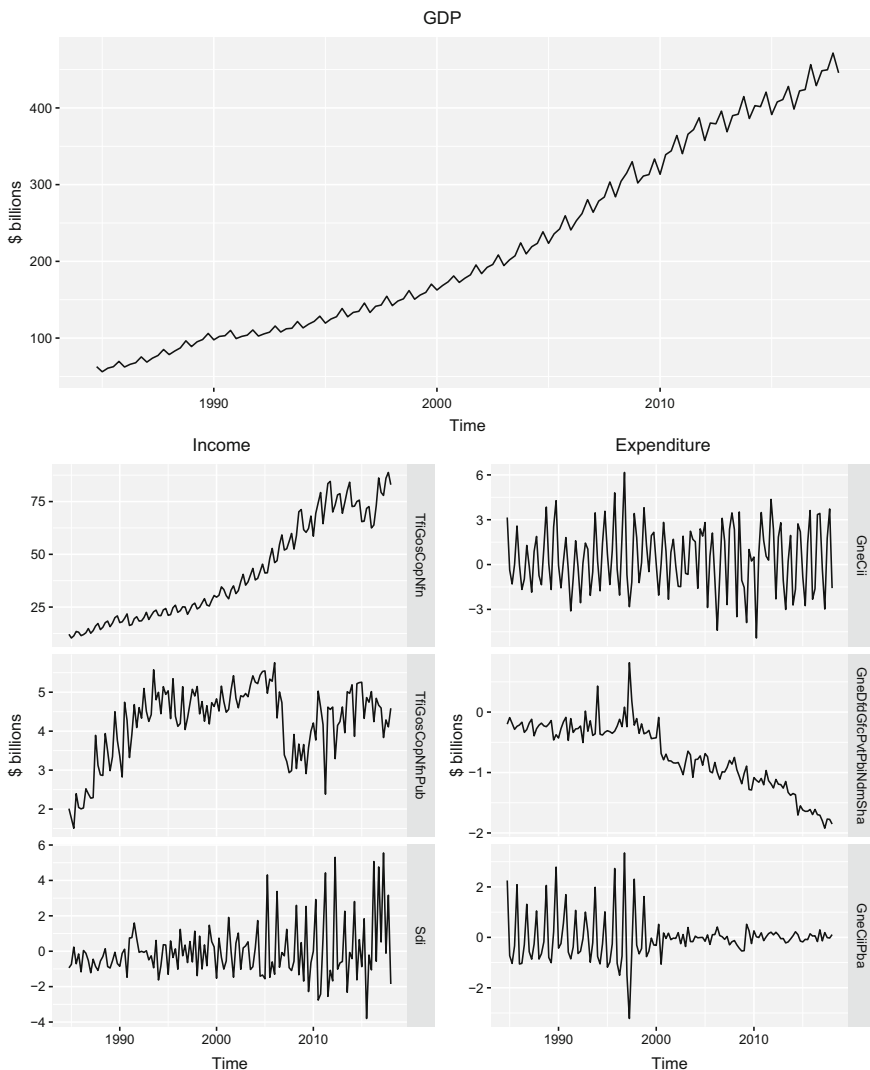 GDP
400
300
200
100
$ billions
1990
2000
2010
Time
Income
75
50
25
TfiGosCopNfn
5
4
3
2
TfiGosCopNfnPub
$ billions
6
4
2
0
−2
−4
Sdi
1990
2000
2010
Time
Expenditure
6
3
0
−3
GneCii
0
−1
−2
GneDfdGfcPvtPbiNdmSha
$ billions
2
0
−2
GneCiiPba
1990
2000
2010
Time